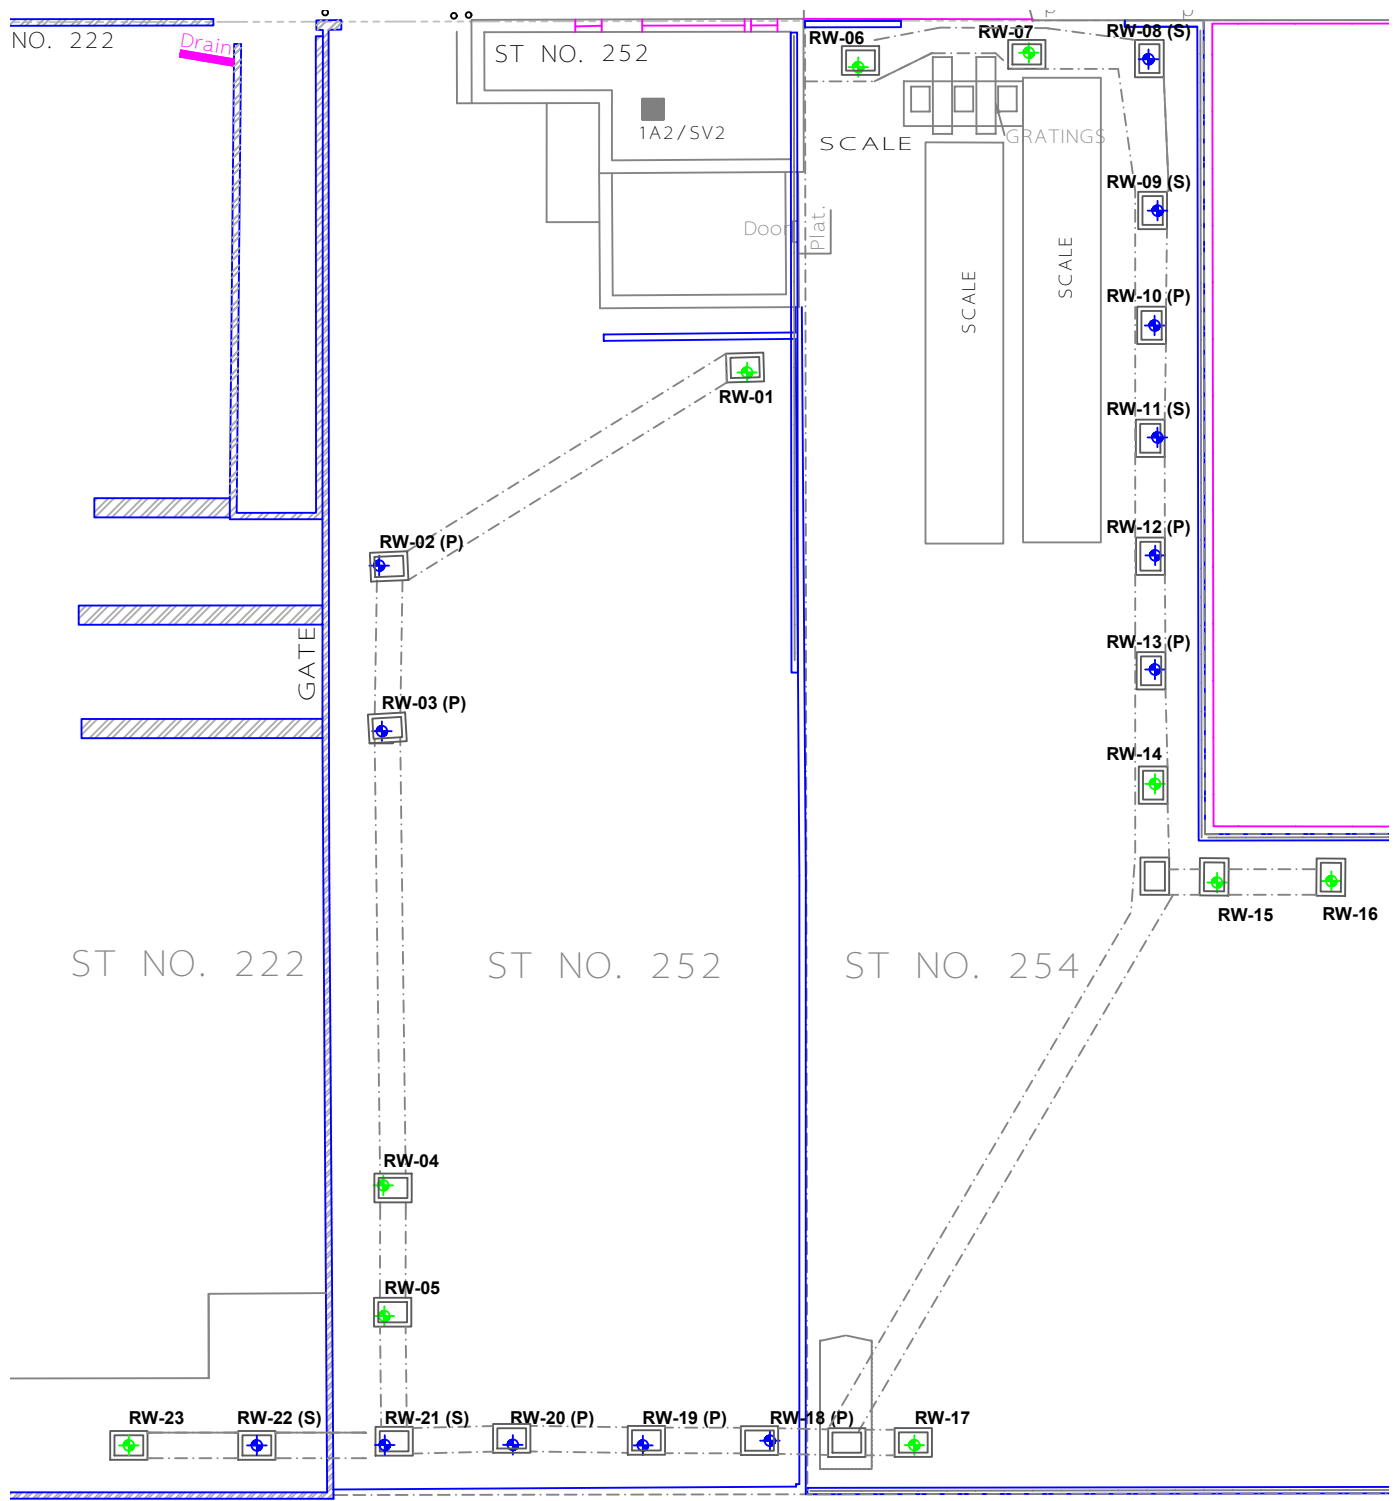 NO. 222
Drain
ST NO. 252
1A2/SV2
RW-06
RW-07
RW-08 (S)
p
p
SCALE
GRATINGS
RW-09 (S)
Door
Plat.
SCALE
SCALE
RW-10 (P)
RW-01
RW-11 (S)
RW-02 (P)
RW-12 (P)
GATE
RW-13 (P)
RW-03 (P)
RW-14
RW-15
RW-16
ST NO. 222
ST NO. 252
ST NO. 254
RW-04
RW-05
RW-23
RW-22 (S)
RW-21 (S)
RW-20 (P)
RW-19 (P)
RW-18 (P)
RW-17